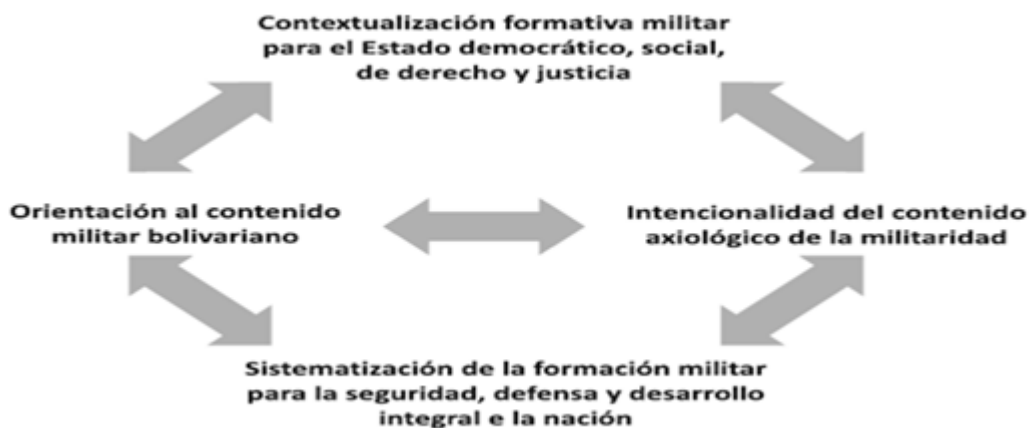 Contextualización formativa militar
para el Estado democrático, social,
de derecho y justicia
Orientación al contenido
militar bolivariano
Intencionalidad del contenido
axiológico de la militaridad
Sistematización de la formación militar
para la seguridad, defensa y desarrollo
integral e la nación